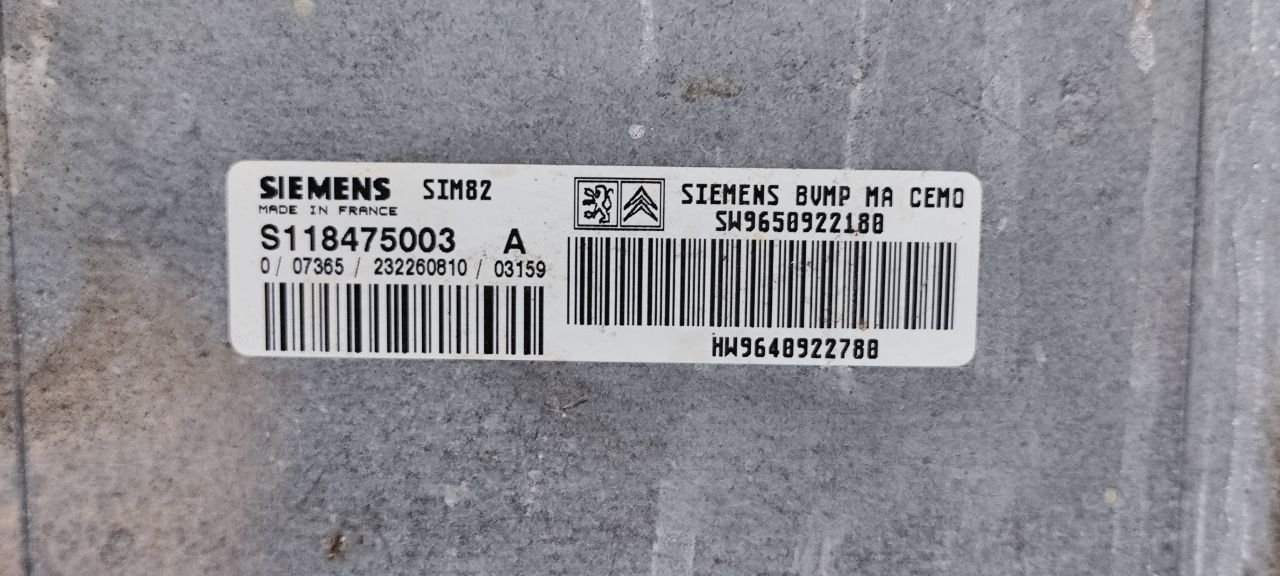 SIEMENS SIM82
MADE IN FRANCE
S118475003 A
0 / 07365 / 232260810 / 03159
SIEMENS BVMP MA CEMO
SW9650922180
HW9640922780